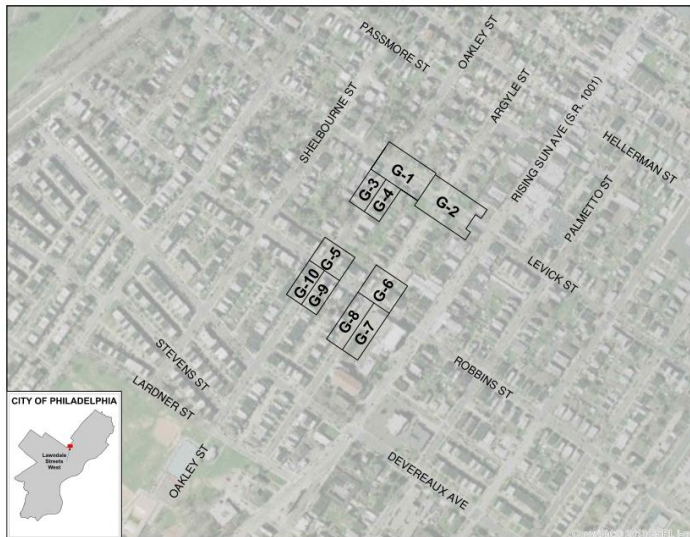 PASSMORE ST
OAKLEY ST
ARGYLE ST
SHELBOURNE ST
RISING SUN AVE (S.R. 1001)
HELLERMAN ST
PALMETTO ST
LEVICK ST
G-1
G-2
G-3
G-4
G-5
G-6
G-10
G-9
G-8
G-7
STEVENS ST
LARDNER ST
ROBBINS ST
OAKLEY ST
DEVEREAUX AVE
CITY OF PHILADELPHIA
Lawndale
Streets
West